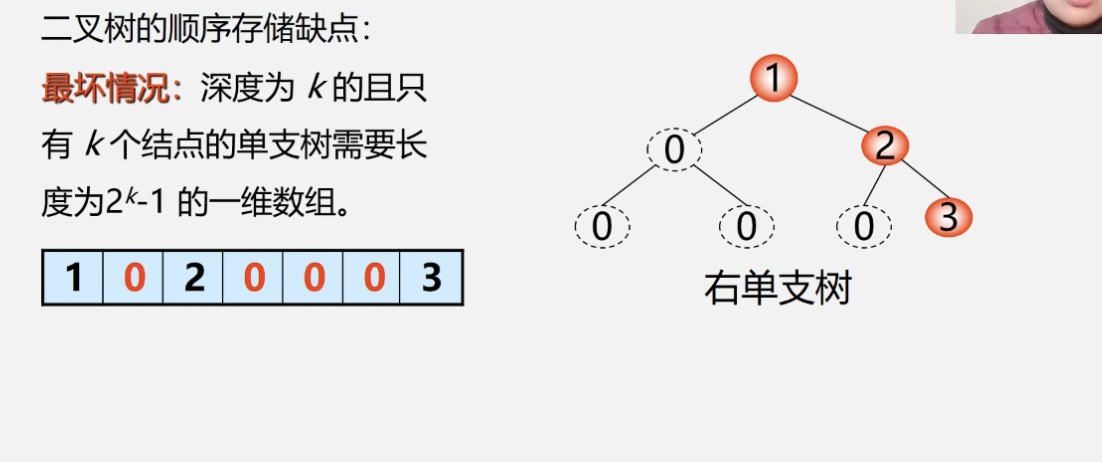 二叉树的顺序存储缺点：
最坏情况：深度为 k 的且只
有 k 个结点的单支树需要长
度为2ᵏ-1 的一维数组。
1 0 2 0 0 0 3
1
0 2
0 0 0 3
右单支树